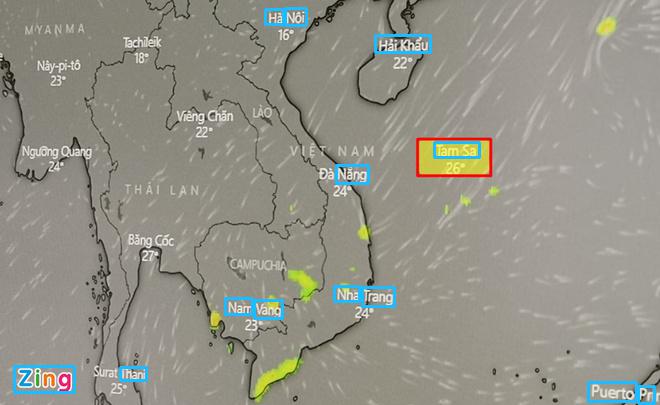 MYANMA
Hà Nội
16°
Tachileik
18°
Hải Khẩu
22°
Nây-pi-tô
23°
LÀO
Viêng Chăn
22°
VIỆT NAM
Tam Sa
26°
Ngưỡng Quang
24°
Đà Nẵng
24°
THÁI LAN
Băng Cốc
27°
CAMPUCHIA
Nha Trang
24°
Nam Vang
23°
Zing
Surat Thani
25°
Puerto Pri